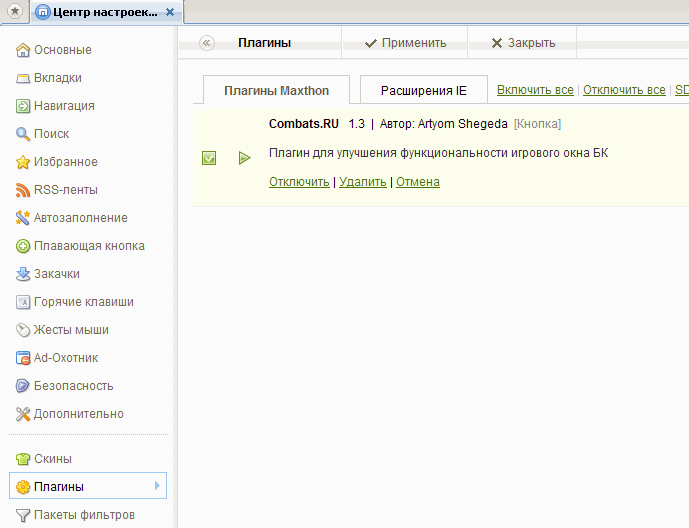 Центр настроек...
Основные
Вкладки
Навигация
Поиск
Избранное
RSS-ленты
Автозаполнение
Плавающая кнопка
Закачки
Горячие клавиши
Жесты мыши
Ad-Охотник
Безопасность
Дополнительно
Скины
Плагины
Пакеты фильтров
Плагины Применить Закрыть
Плагины Maxthon Расширения IE Включить все | Отключить все | SD
Combats.RU 1.3 | Автор: Artyom Shegeda [Кнопка]
Плагин для улучшения функциональности игрового окна БК
Отключить | Удалить | Отмена